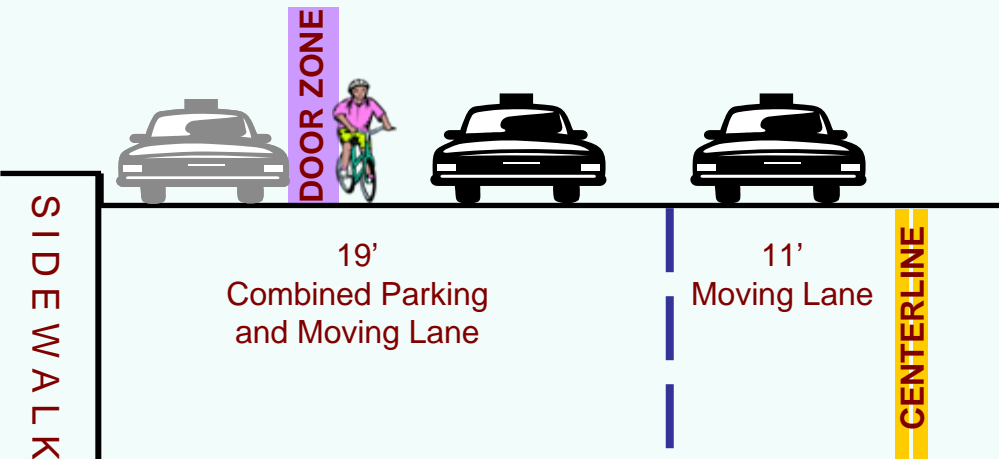 DOOR ZONE
SIDEWALK
19’
Combined Parking
and Moving Lane
11’
Moving Lane
CENTERLINE